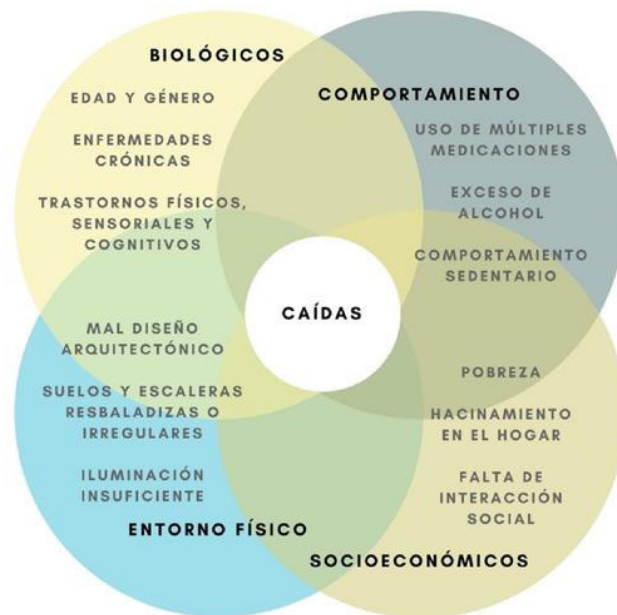 BIOLÓGICOS
EDAD Y GÉNERO
ENFERMEDADES
CRÓNICAS
TRASTORNOS FÍSICOS,
SENSORIALES Y
COGNITIVOS
COMPORTAMIENTO
USO DE MÚLTIPLES
MEDICACIONES
EXCESO DE
ALCOHOL
COMPORTAMIENTO
SEDENTARIO
CAÍDAS
MAL DISEÑO
ARQUITECTÓNICO
SUELOS Y ESCALERAS
RESBALADIZAS O
IRREGULARES
ILUMINACIÓN
INSUFICIENTE
ENTORNO FÍSICO
POBREZA
HACINAMIENTO
EN EL HOGAR
FALTA DE
INTERACCIÓN
SOCIAL
SOCIOECONÓMICOS